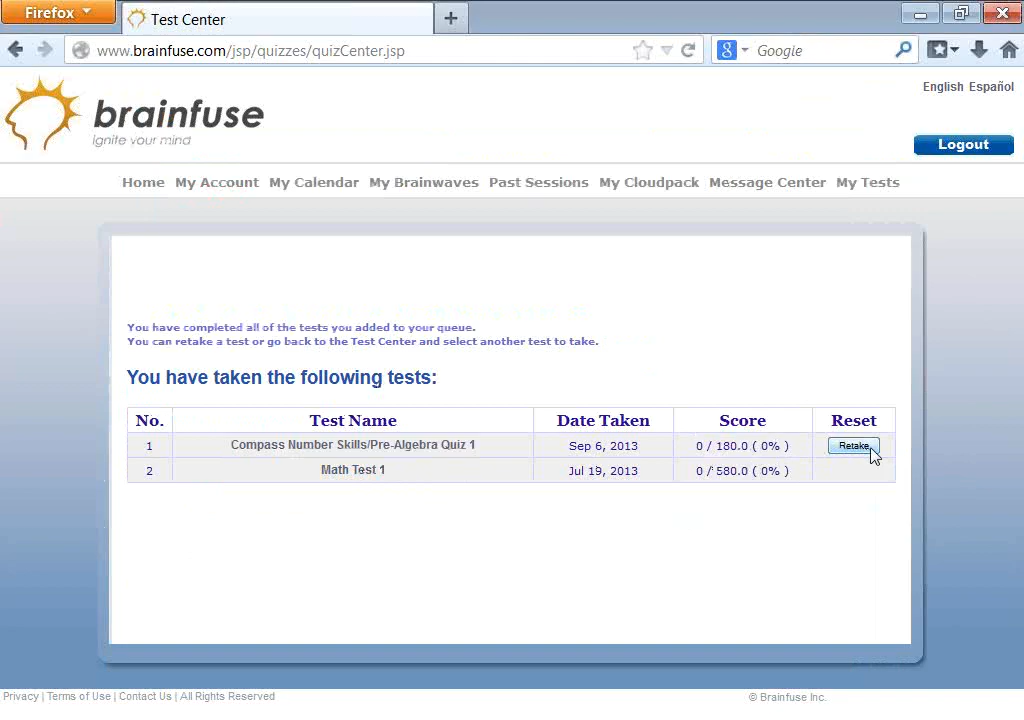 Firefox
Test Center
www.brainfuse.com/jsp/quizzes/quizCenter.jsp
8
Google
English Español
brainfuse
ignite your mind
Logout
Home My Account My Calendar My Brainwaves Past Sessions My Cloudpack Message Center My Tests
You have completed all of the tests you added to your queue.
You can retake a test or go back to the Test Center and select another test to take.
You have taken the following tests:
No. Test Name Date Taken Score Reset
1 Compass Number Skills/Pre-Algebra Quiz 1 Sep 6, 2013 0 / 180.0 ( 0% ) Retake
2 Math Test 1 Jul 19, 2013 0 / 580.0 ( 0% )
Privacy | Terms of Use | Contact Us | All Rights Reserved © Brainfuse Inc.